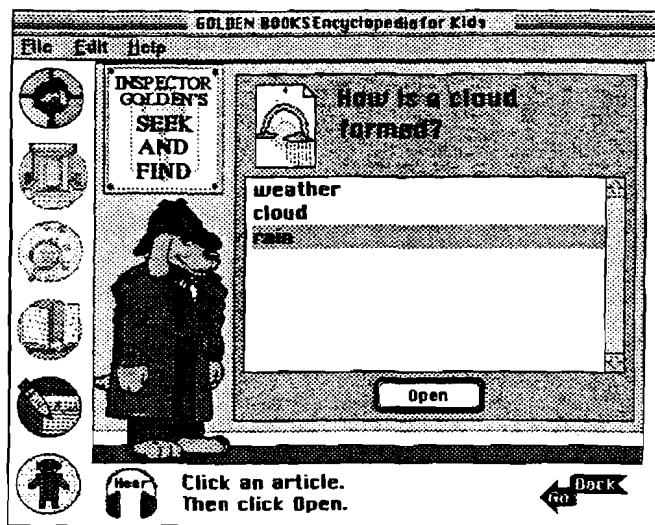 GOLDEN BOOKS Encyclopedia for Kids
File Edit Help
INSPECTOR
GOLDEN'S
SEEK
AND
FIND
How is a cloud
formed?
weather
cloud
rain
Open
Hear
Click an article.
Then click Open.
Go Back